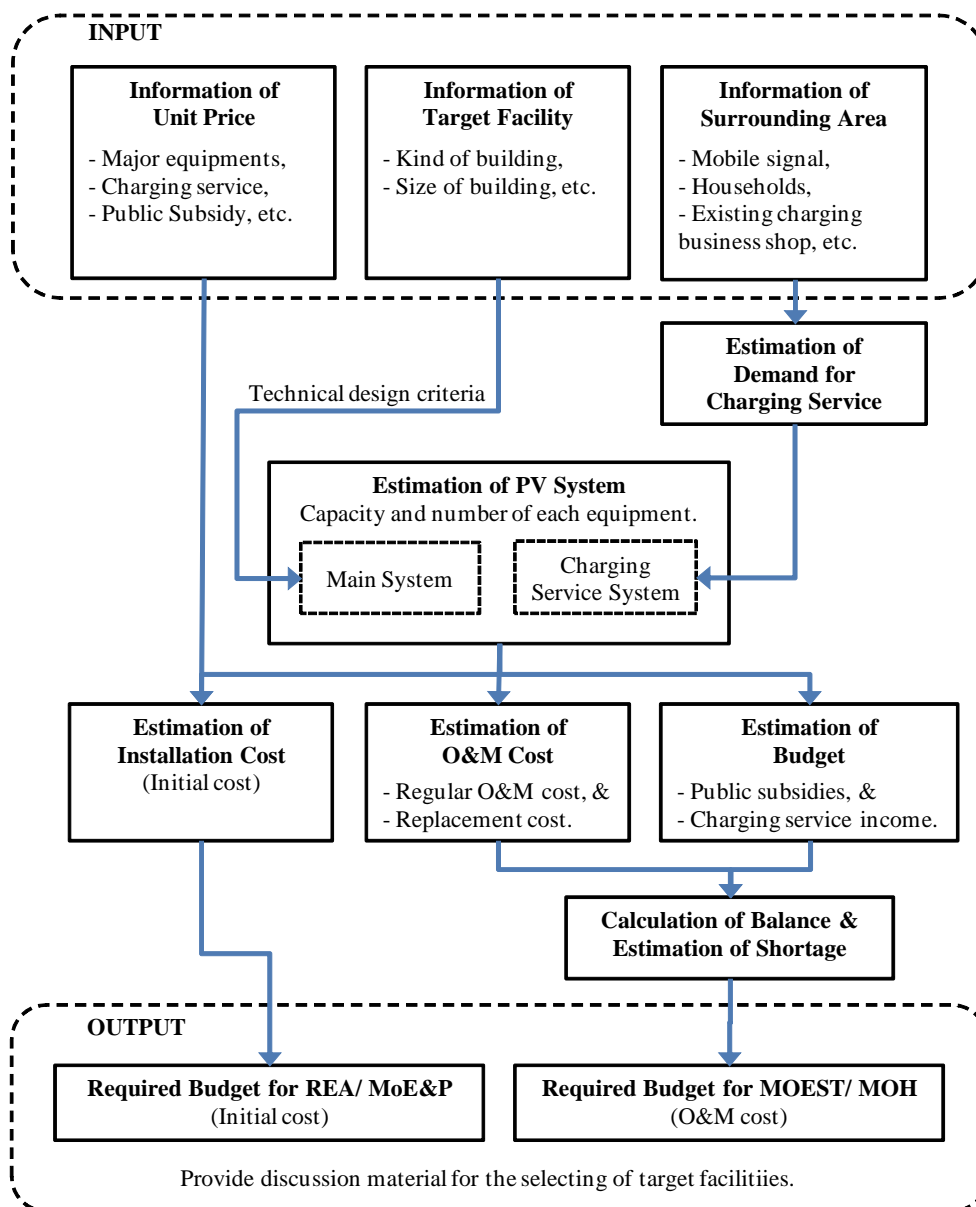 INPUT
Information of
Unit Price
- Major equipments,
- Charging service,
- Public Subsidy, etc.
Information of
Target Facility
- Kind of building,
- Size of building, etc.
Information of
Surrounding Area
- Mobile signal,
- Households,
- Existing charging
business shop, etc.
Estimation of
Demand for
Charging Service
Technical design criteria
Estimation of PV System
Capacity and number of each equipment.
Main System
Charging
Service System
Estimation of
Installation Cost
(Initial cost)
Estimation of
O&M Cost
- Regular O&M cost, &
- Replacement cost.
Estimation of
Budget
- Public subsidies, &
- Charging service income.
Calculation of Balance &
Estimation of Shortage
OUTPUT
Required Budget for REA/ MoE&P
(Initial cost)
Required Budget for MOEST/ MOH
(O&M cost)
Provide discussion material for the selecting of target facilitiies.